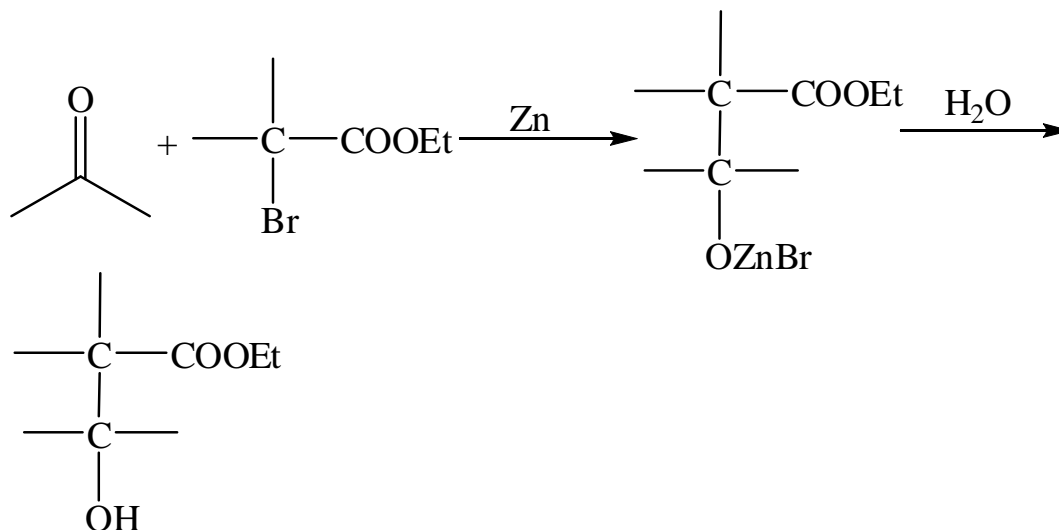 O
+ C COOEt Zn C COOEt H₂O
Br C
OZnBr
C COOEt
C
OH